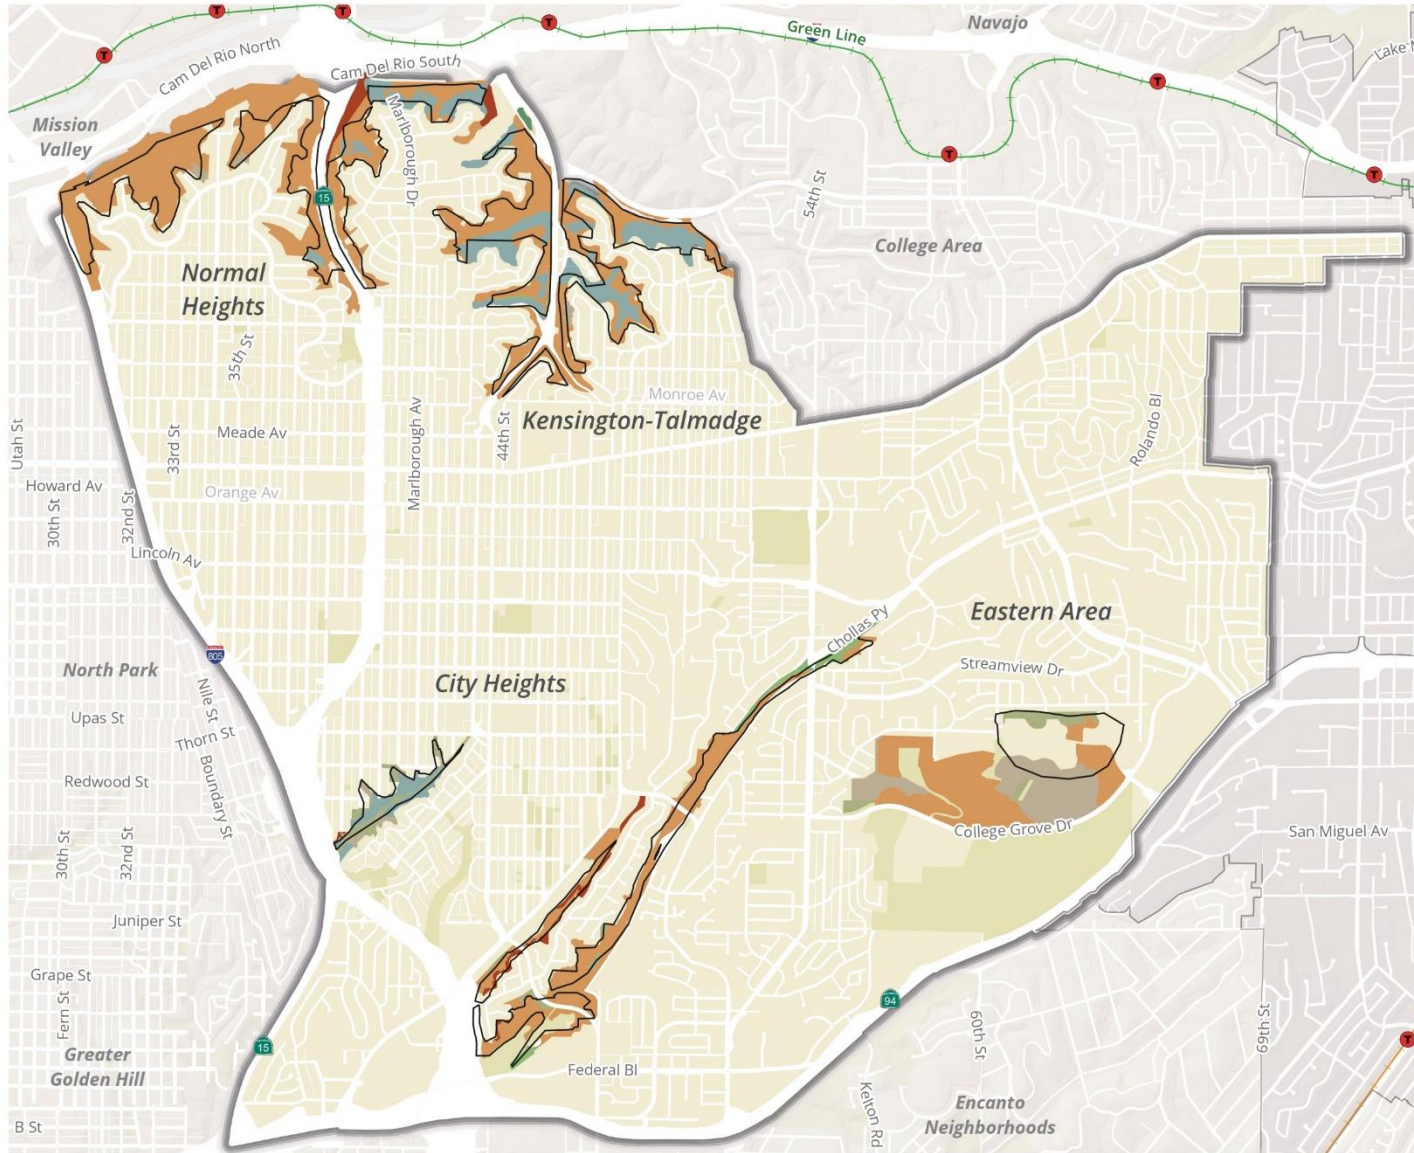 Navajo
Green Line
T
T
T
T
T
T
T
Lake
Cam Del Rio North
Cam Del Rio South
Mission
Valley
Marlborough Dr
15
54th St
College Area
Normal
Heights
35th St
Monroe Av
Kensington-Talmadge
Rolando Bl
Utah St
33rd St
Meade Av
Marlborough Av
44th St
Howard Av
Orange Av
30th St
32nd St
Lincoln Av
Eastern Area
Chollas Py
805
North Park
City Heights
Streamview Dr
Nile St
Upas St
Thorn St
Boundary St
Redwood St
30th St
32nd St
College Grove Dr
San Miguel Av
Juniper St
Grape St
Fern St
94
60th St
69th St
15
T
Greater
Golden Hill
Federal Bl
Kelton Rd
Encanto
Neighborhoods
B St